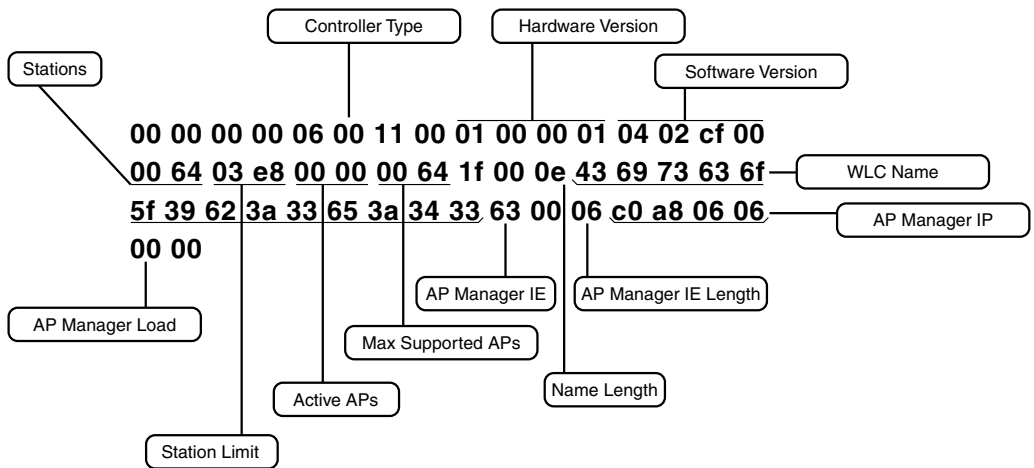 Controller Type
Hardware Version
Stations
Software Version
00 00 00 00 06 00 11 00 01 00 00 01 04 02 cf 00
00 64 03 e8 00 00 00 64 1f 00 0e 43 69 73 63 6f
WLC Name
5f 39 62 3a 33 65 3a 34 33 63 00 06 c0 a8 06 06
AP Manager IP
00 00
AP Manager IE
AP Manager IE Length
AP Manager Load
Max Supported APs
Name Length
Active APs
Station Limit